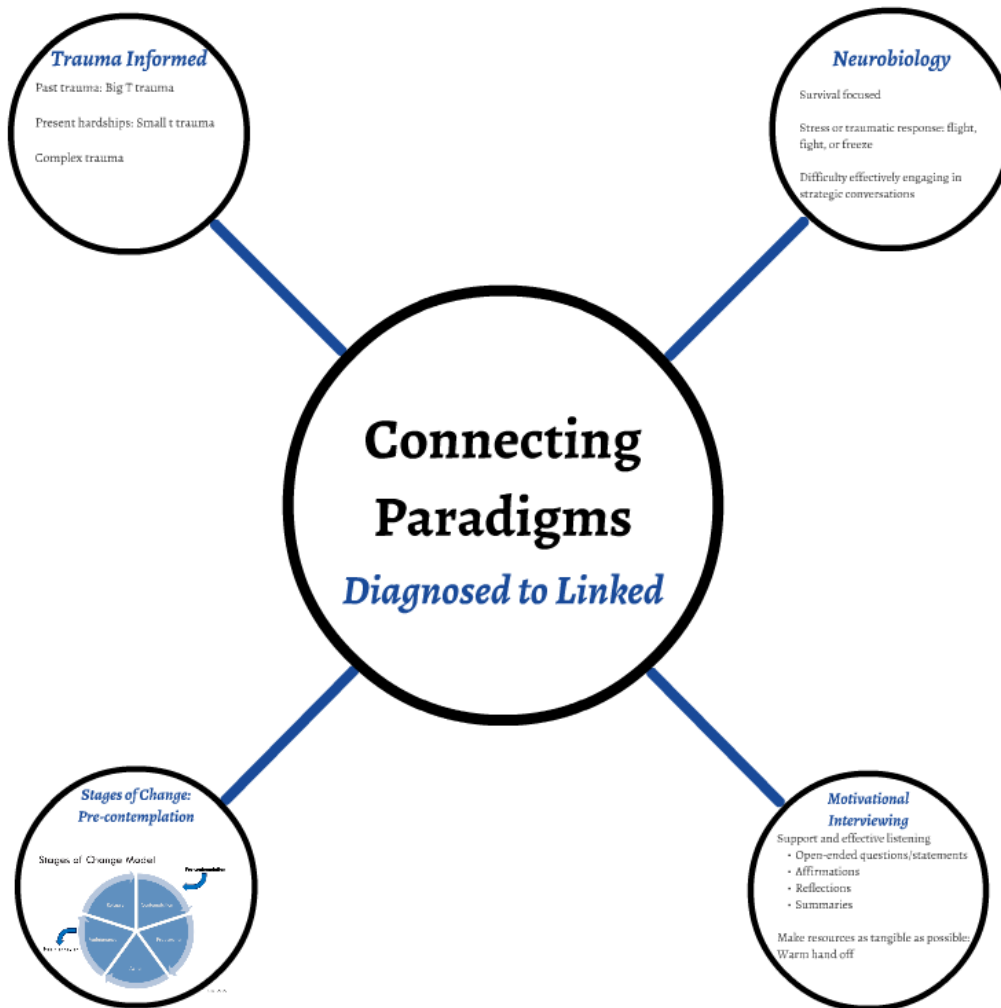 Trauma Informed
Past trauma: Big T trauma
Present hardships: Small t trauma
Complex trauma
Neurobiology
Survival focused
Stress or traumatic response: flight,
fight, or freeze
Difficulty effectively engaging in
strategic conversations
Connecting
Paradigms
Diagnosed to Linked
Stages of Change:
Pre-contemplation
Stages of Change Model
Motivational
Interviewing
Support and effective listening
• Open-ended questions/statements
• Affirmations
• Reflections
• Summaries
Make resources as tangible as possible:
Warm hand off